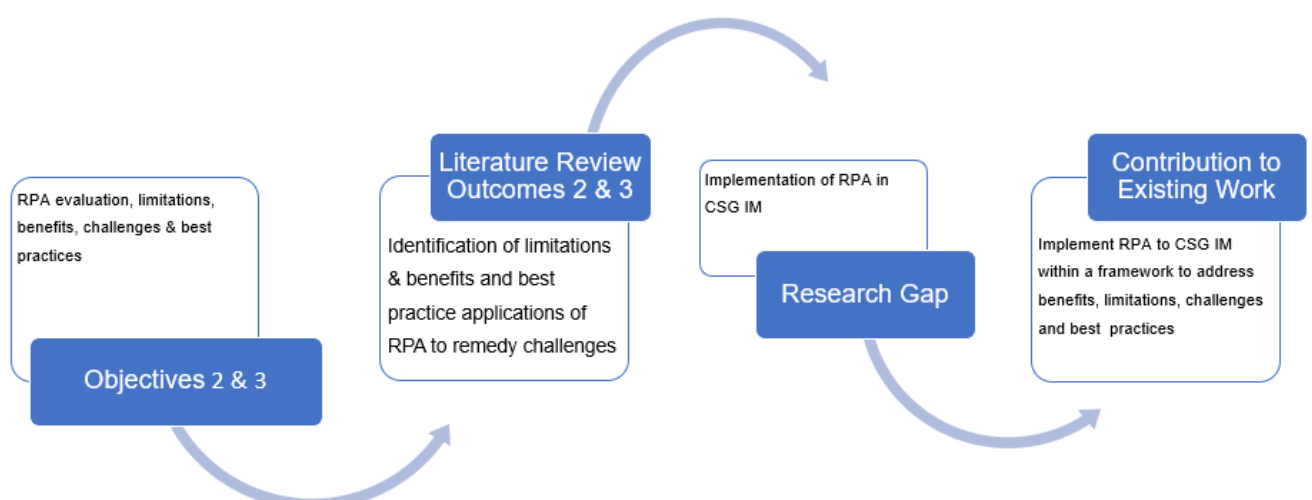 RPA evaluation, limitations,
benefits, challenges & best
practices
Objectives 2 & 3
Literature Review
Outcomes 2 & 3
Identification of limitations
& benefits and best
practice applications of
RPA to remedy challenges
Implementation of RPA in
CSG IM
Research Gap
Contribution to
Existing Work
Implement RPA to CSG IM
within a framework to address
benefits, limitations, challenges
and best practices